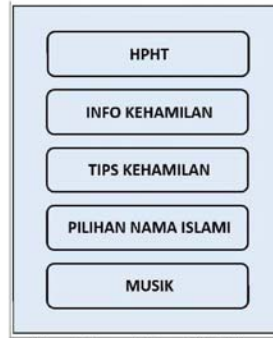 HPHT
INFO KEHAMILAN
TIPS KEHAMILAN
PILIHAN NAMA ISLAMI
MUSIK